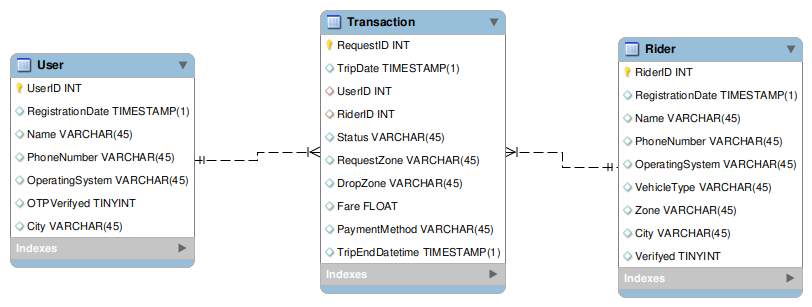 User
UserID INT
RegistrationDate TIMESTAMP(1)
Name VARCHAR(45)
PhoneNumber VARCHAR(45)
OperatingSystem VARCHAR(45)
OTPVerifyed TINYINT
City VARCHAR(45)
Indexes
Transaction
RequestID INT
TripDate TIMESTAMP(1)
UserID INT
RiderID INT
Status VARCHAR(45)
RequestZone VARCHAR(45)
DropZone VARCHAR(45)
Fare FLOAT
PaymentMethod VARCHAR(45)
TripEndDatetime TIMESTAMP(1)
Indexes
Rider
RiderID INT
RegistrationDate TIMESTAMP(1)
Name VARCHAR(45)
PhoneNumber VARCHAR(45)
OperatingSystem VARCHAR(45)
VehicleType VARCHAR(45)
Zone VARCHAR(45)
City VARCHAR(45)
Verifyed TINYINT
Indexes